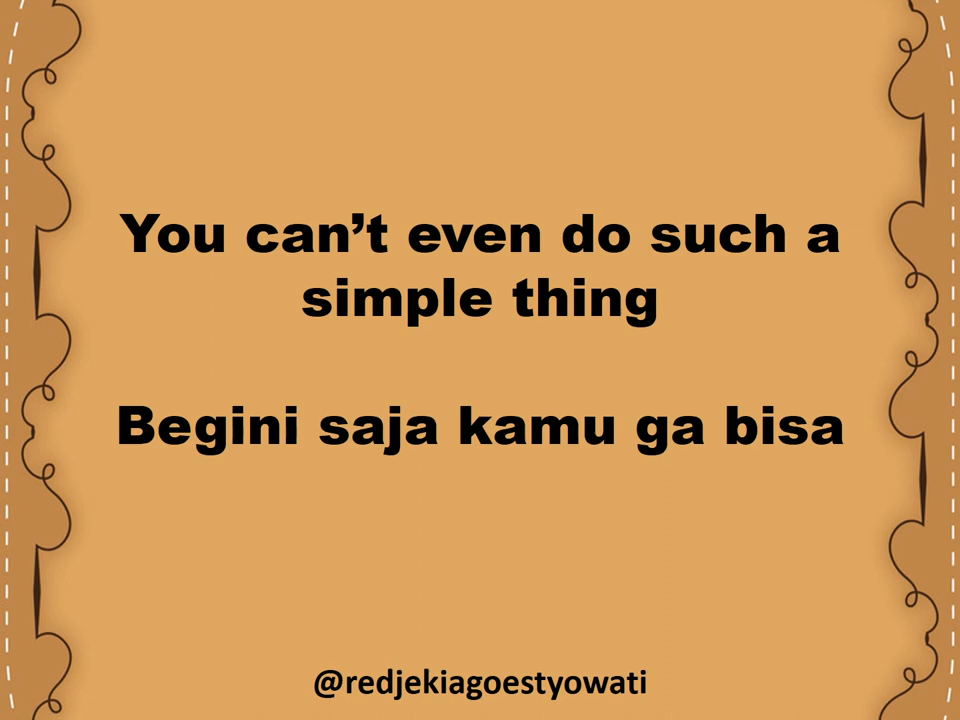 You can’t even do such a
simple thing
Begini saja kamu ga bisa
@redjekiagoestyowati